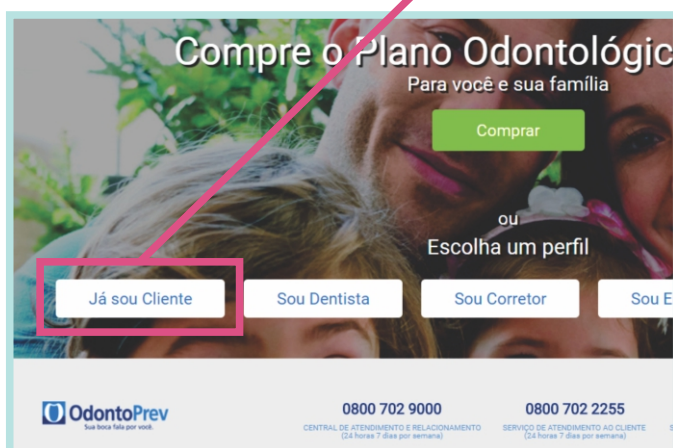 Compre o Plano Odontológic
Para você e sua família
Comprar
ou
Escolha um perfil
Já sou Cliente
Sou Dentista
Sou Corretor
Sou E
OdontoPrev
Sua boca fala por você.
0800 702 9000
CENTRAL DE ATENDIMENTO E RELACIONAMENTO
(24 horas 7 dias por semana)
0800 702 2255
SERVIÇO DE ATENDIMENTO AO CLIENTE
(24 horas 7 dias por semana)
S